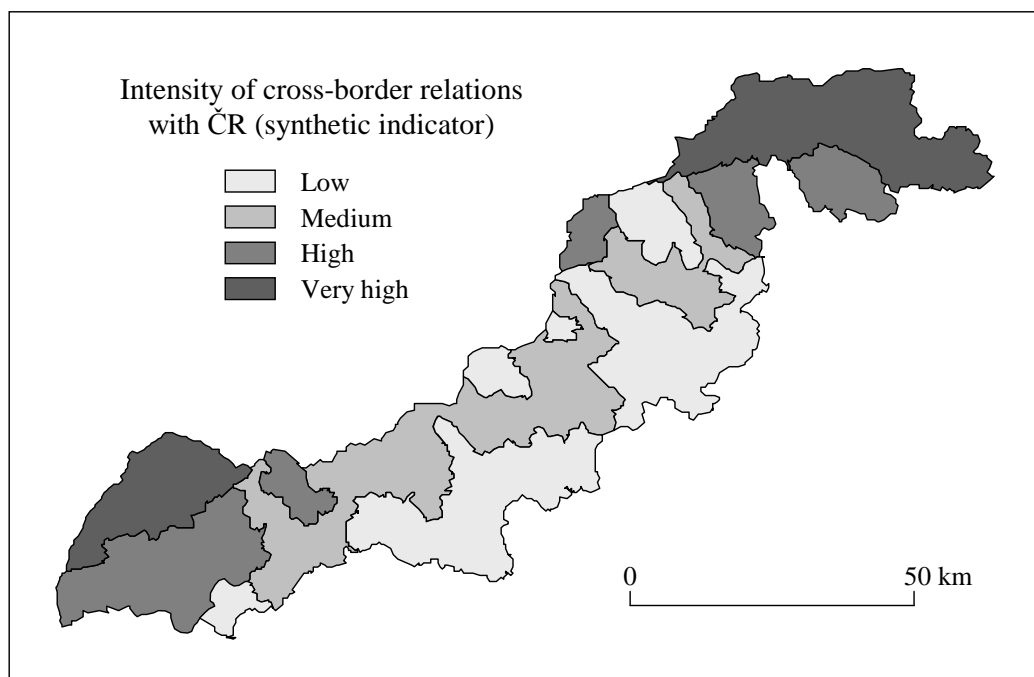 Intensity of cross-border relations
with ČR (synthetic indicator)
Low
Medium
High
Very high
0 50 km